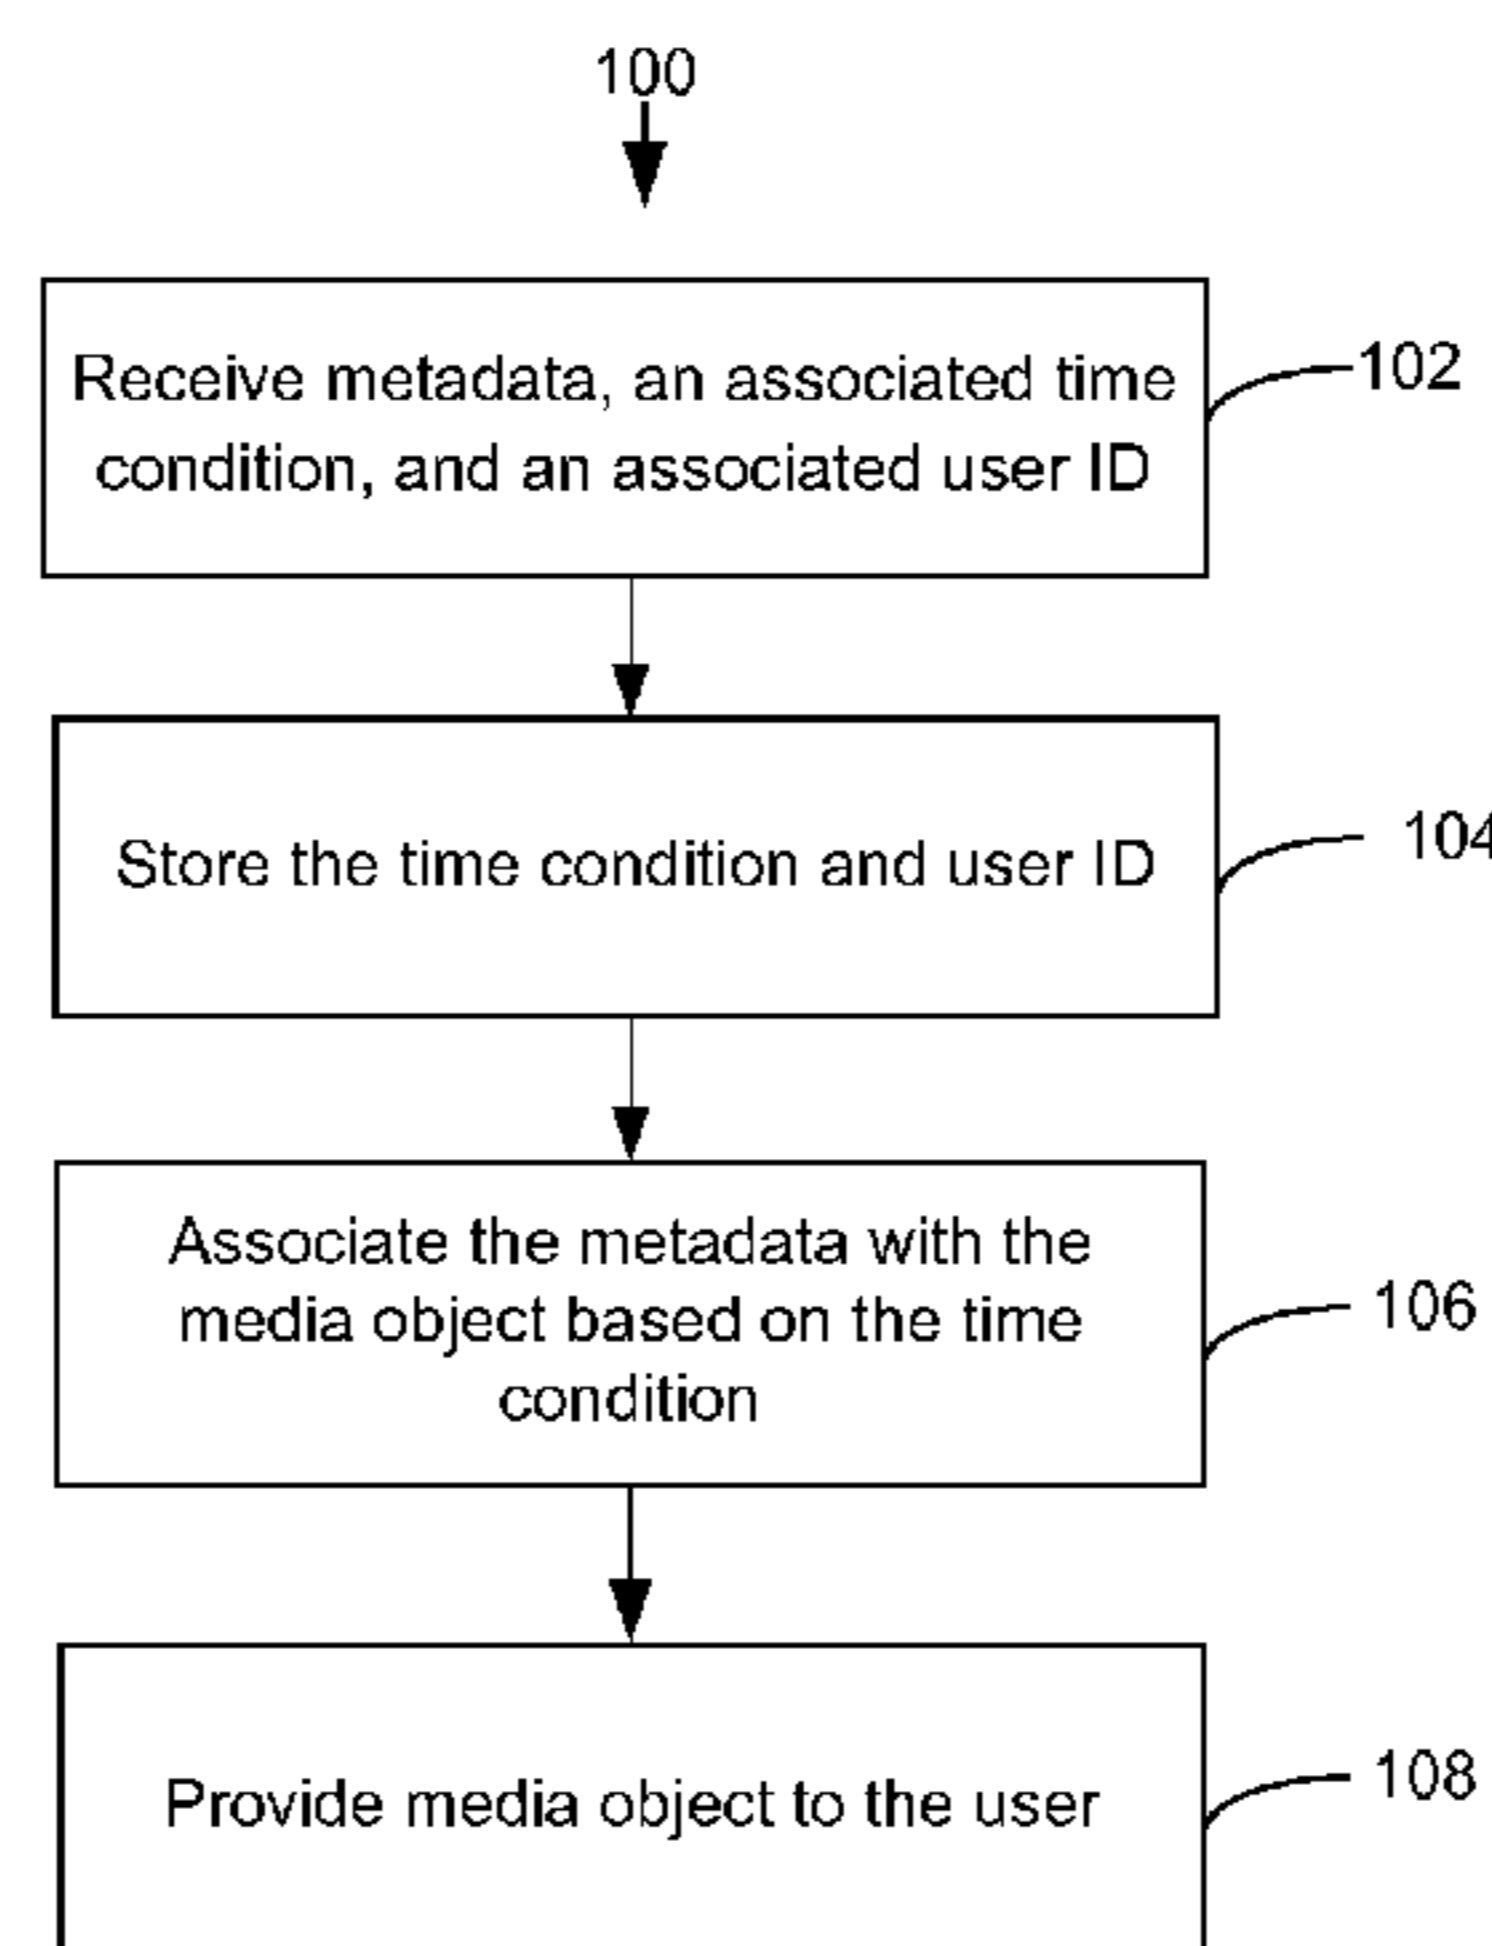 100
Receive metadata, an associated time
condition, and an associated user ID
102
Store the time condition and user ID
104
Associate the metadata with the
media object based on the time
condition
106
Provide media object to the user
108